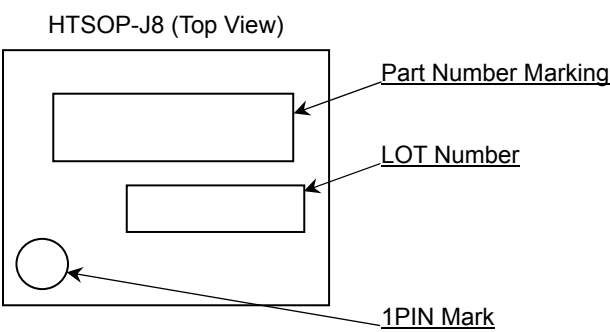 HTSOP-J8 (Top View)
Part Number Marking
LOT Number
1PIN Mark